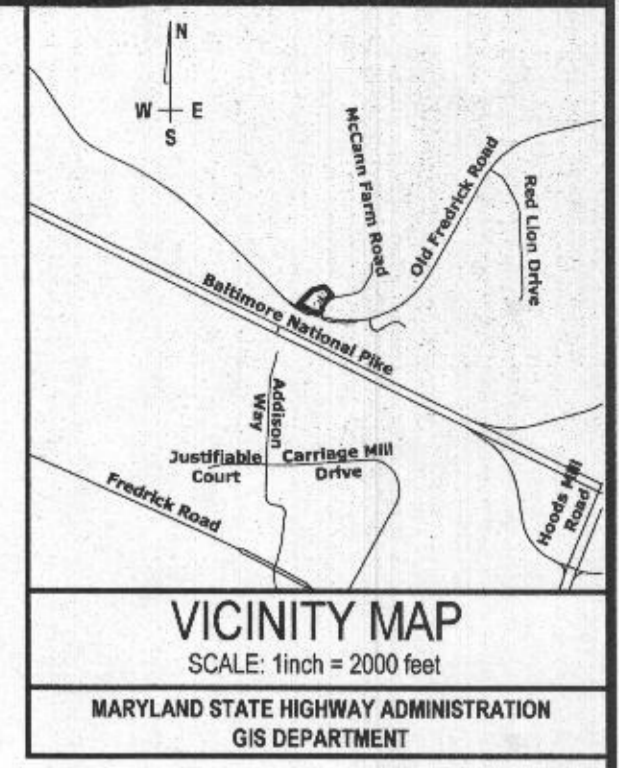 N
W E
S
McCann Farm Road
Old Fredrick Road
Red Lion Drive
Baltimore National Pike
Addison
Way
Justifiable
Court
Carriage Mill
Drive
Fredrick Road
Hoods Mill
Road
VICINITY MAP
SCALE: 1inch = 2000 feet
MARYLAND STATE HIGHWAY ADMINISTRATION
GIS DEPARTMENT